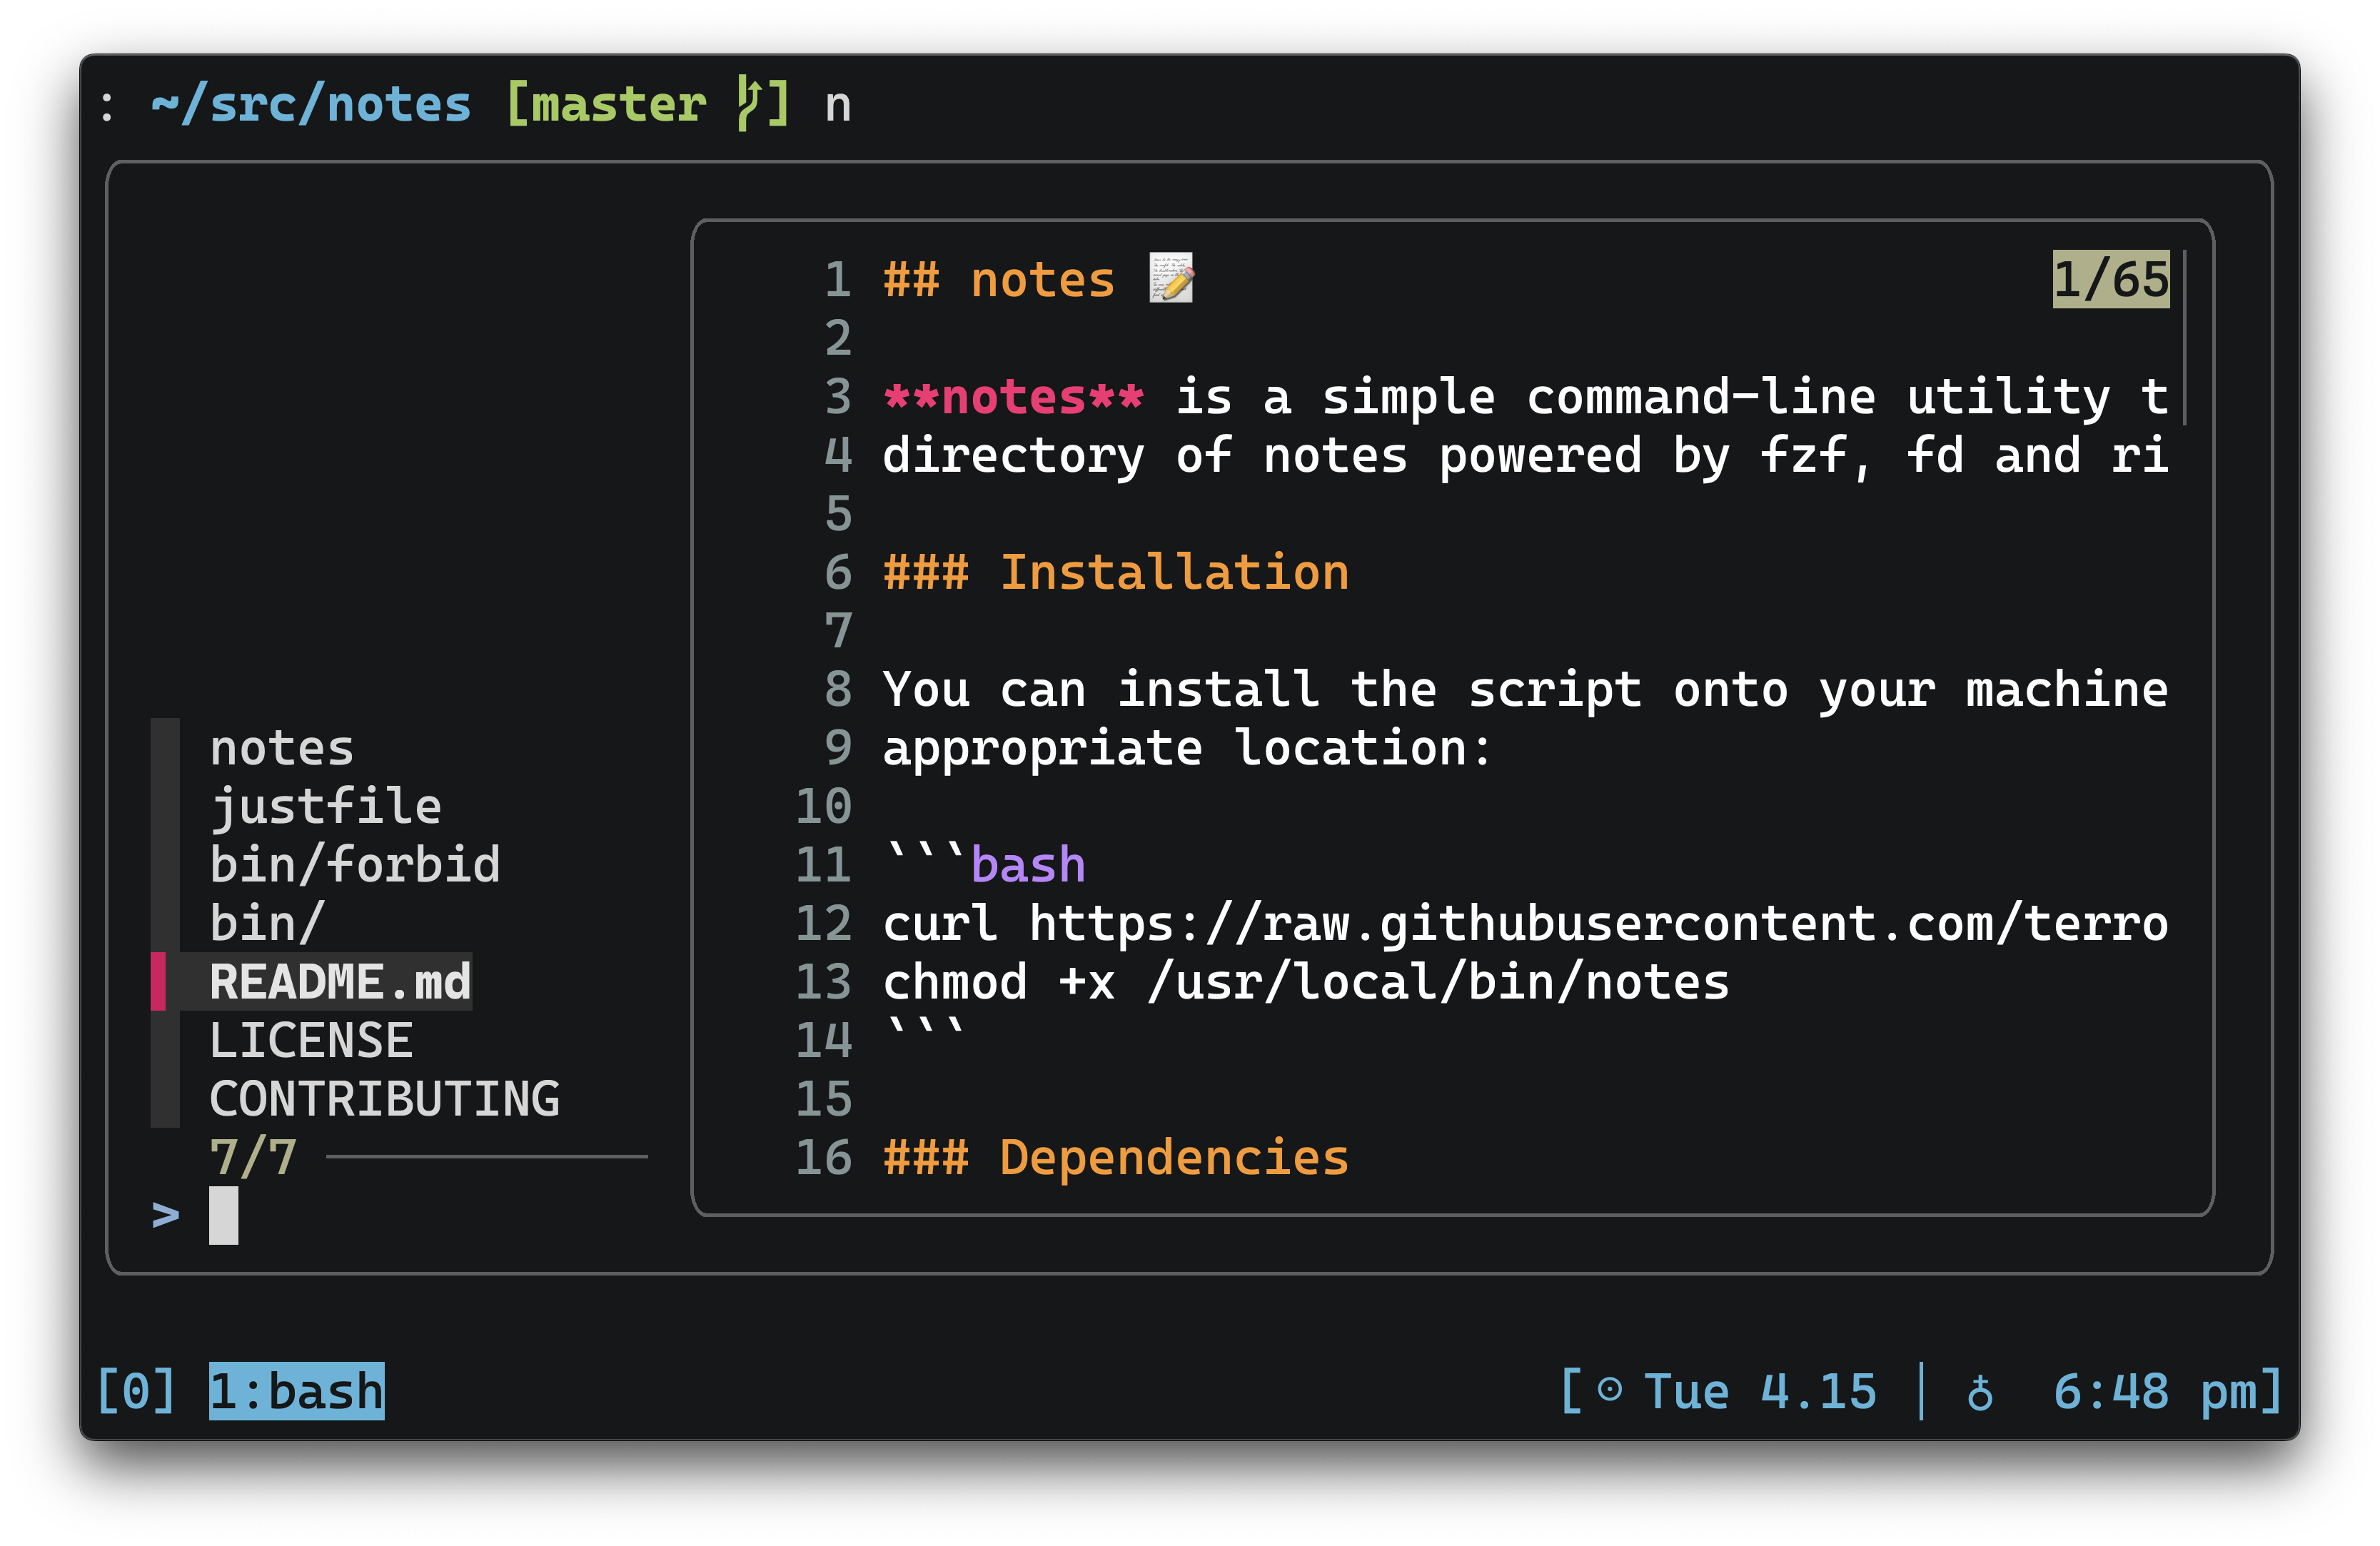 : ~/src/notes [master ] n
notes
justfile
bin/forbid
bin/
README.md
LICENSE
CONTRIBUTING
7/7
>
1 ## notes 📝 1/65
2
3 **notes** is a simple command-line utility t
4 directory of notes powered by fzf, fd and ri
5
6 ### Installation
7
8 You can install the script onto your machine
9 appropriate location:
10
11 ```bash
12 curl https://raw.githubusercontent.com/terro
13 chmod +x /usr/local/bin/notes
14 ```
15
16 ### Dependencies
[0] 1:bash [☉ Tue 4.15 │ ♁ 6:48 pm]